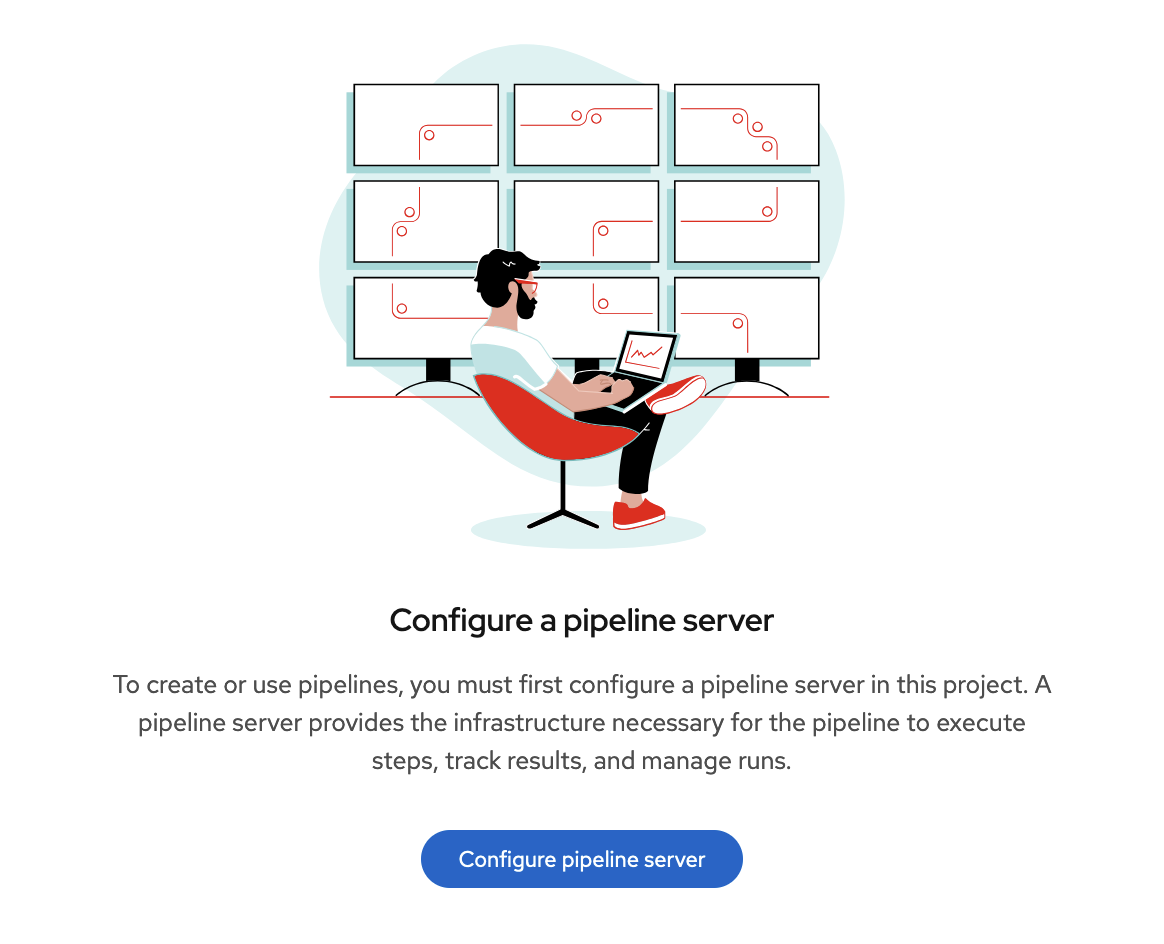 Configure a pipeline server
To create or use pipelines, you must first configure a pipeline server in this project. A
pipeline server provides the infrastructure necessary for the pipeline to execute
steps, track results, and manage runs.
Configure pipeline server